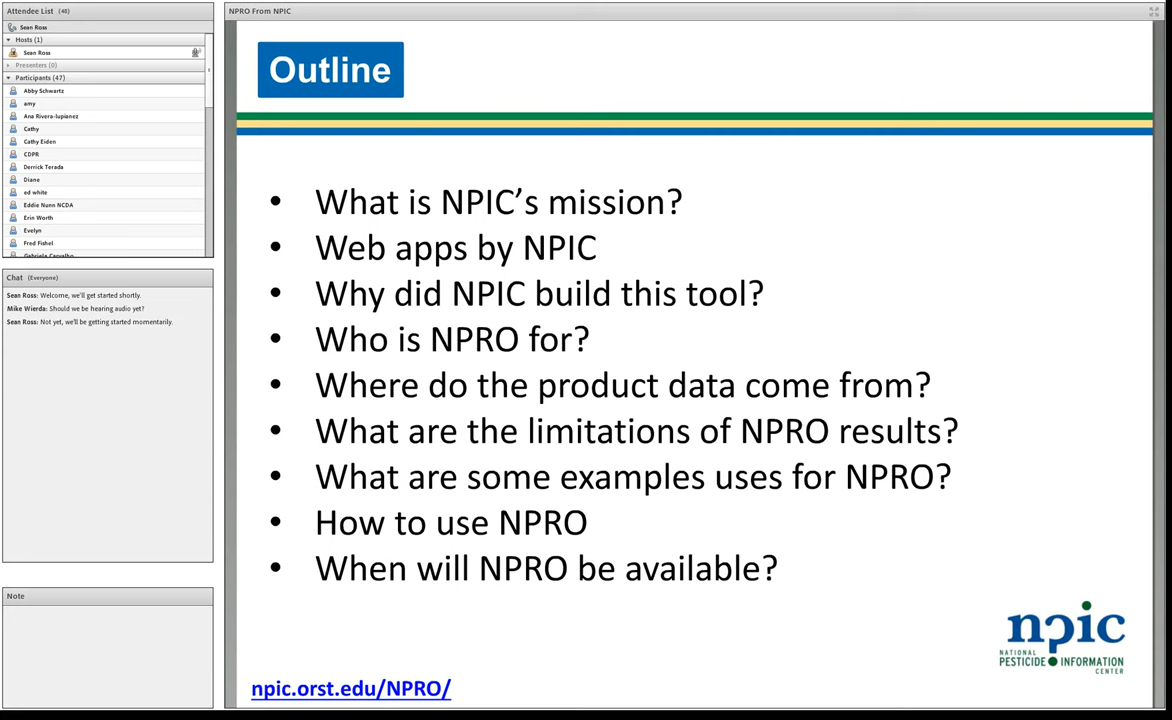 Attendee List (48)
Sean Ross
Hosts (1)
Sean Ross
Presenters (0)
Participants (47)
Abby Schwartz
amy
Ana Rivera-lupianez
Cathy
Cathy Eiden
CDPR
Derrick Terada
Diane
ed white
Eddie Nunn NCDA
Erin Worth
Evelyn
Fred Fishel
Gabriela Carvalho
Chat (Everyone)
Sean Ross: Welcome, we'll get started shortly.
Mike Wierda: Should we be hearing audio yet?
Sean Ross: Not yet, we'll be getting started momentarily.
Note
NPRO From NPIC
Outline
• What is NPIC’s mission?
• Web apps by NPIC
• Why did NPIC build this tool?
• Who is NPRO for?
• Where do the product data come from?
• What are the limitations of NPRO results?
• What are some examples uses for NPRO?
• How to use NPRO
• When will NPRO be available?
npic
NATIONAL
PESTICIDE INFORMATION
CENTER
npic.orst.edu/NPRO/